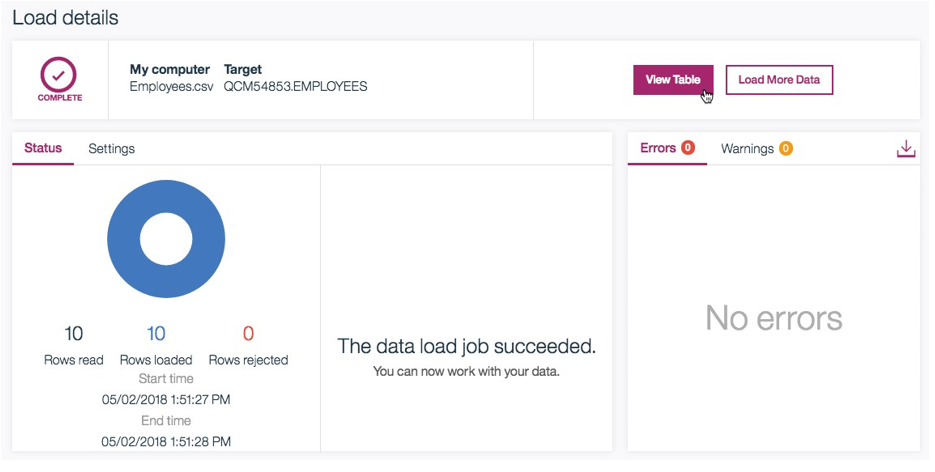 Load details
COMPLETE
My computer Target
Employees.csv QCM54853.EMPLOYEES
View Table
Load More Data
Status Settings
Errors 0 Warnings 0
10 10 0
Rows read Rows loaded Rows rejected
Start time
05/02/2018 1:51:27 PM
End time
05/02/2018 1:51:28 PM
The data load job succeeded.
You can now work with your data.
No errors